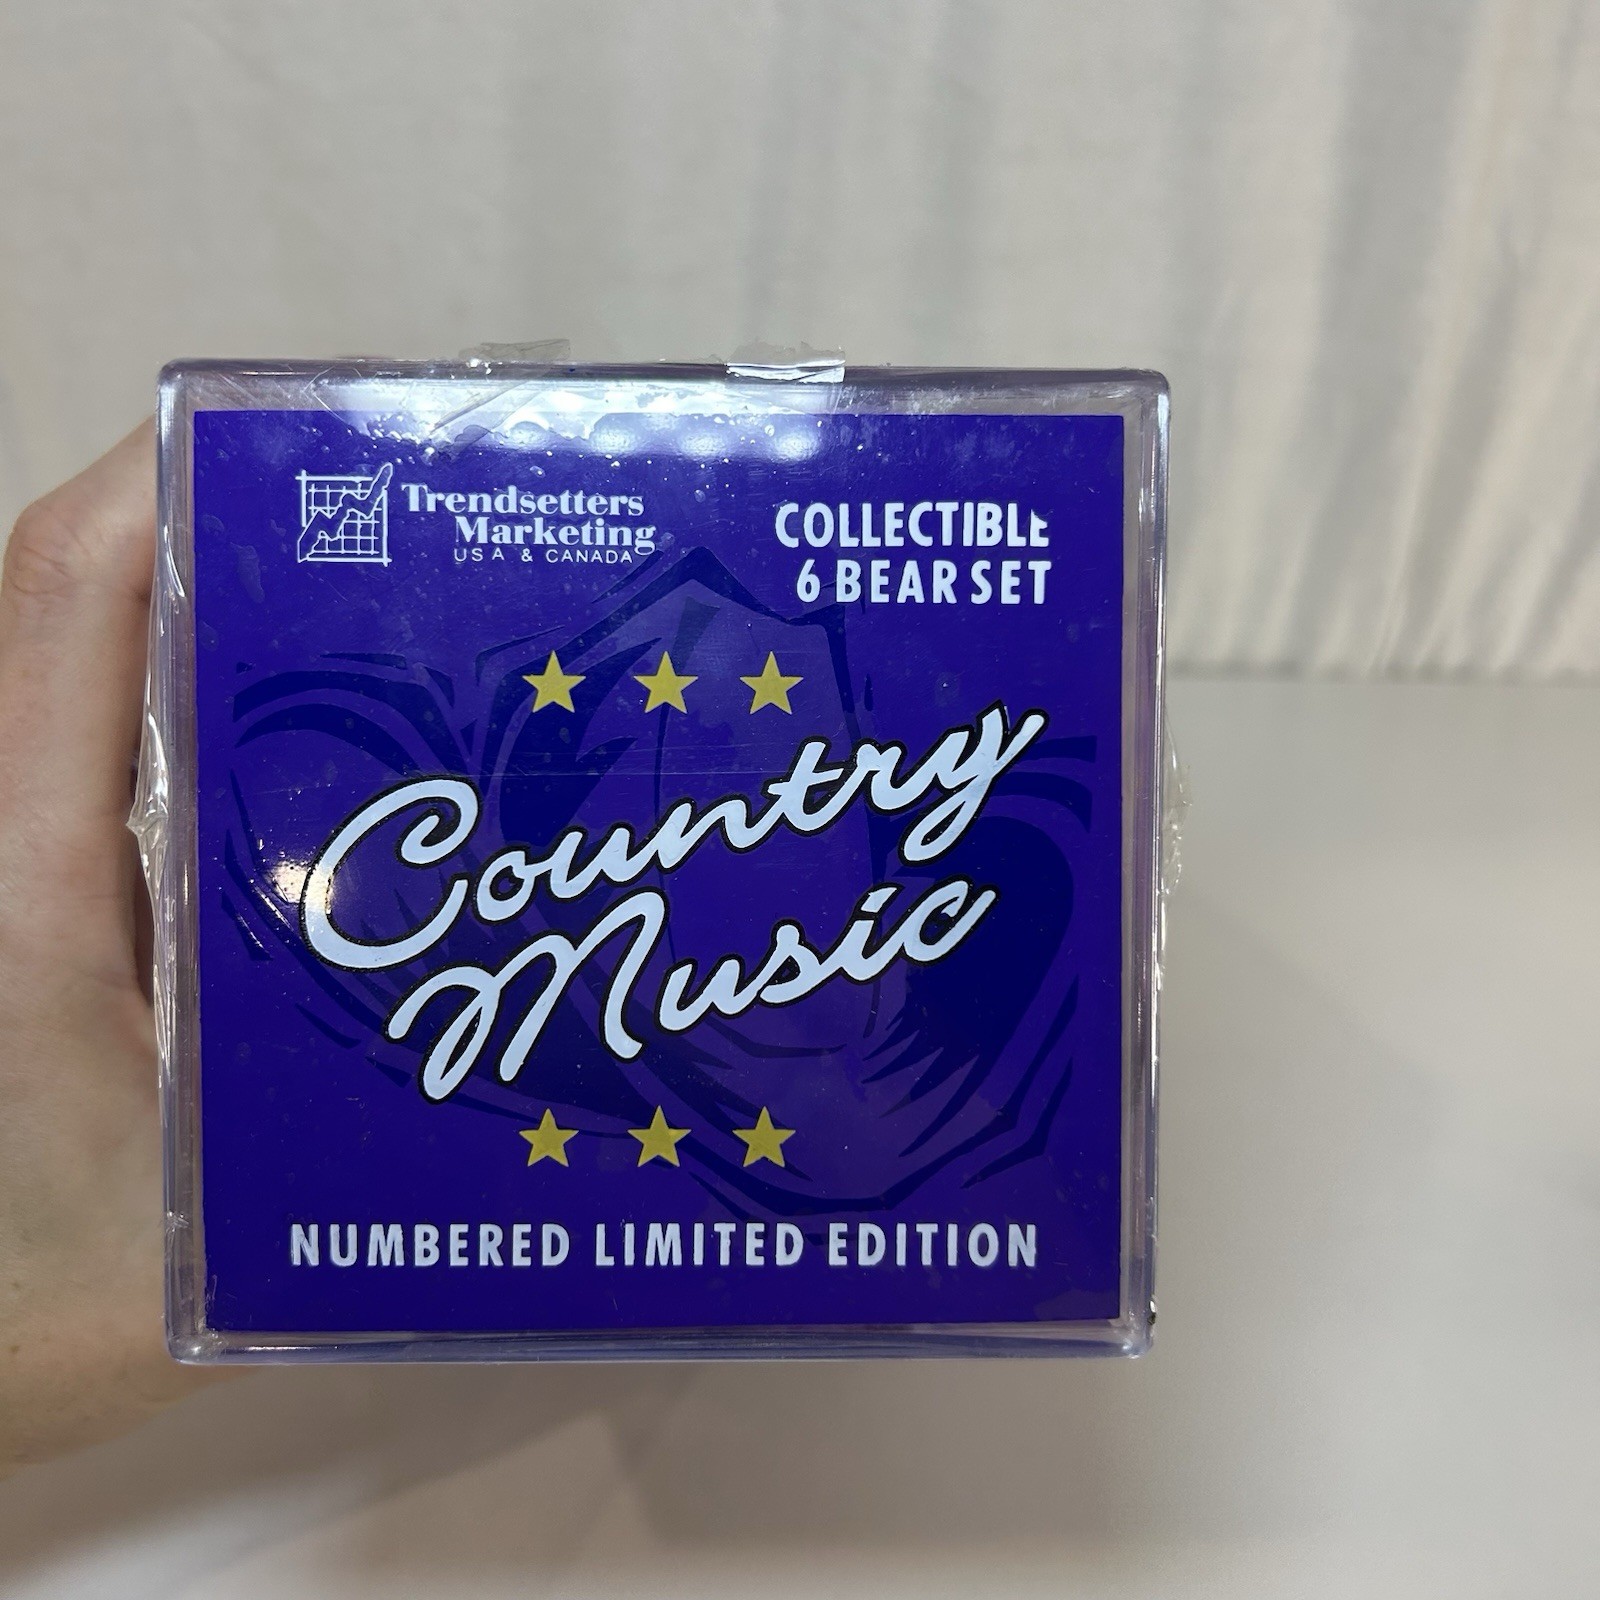 Trendsetters
Marketing
USA & CANADA
COLLECTIBLE
6 BEAR SET
Country
Music
NUMBERED LIMITED EDITION